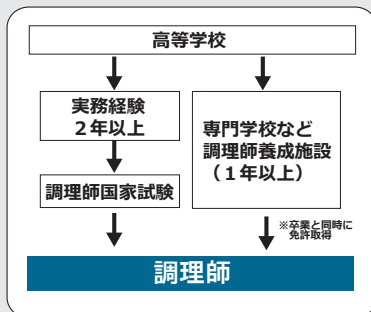 高等学校
実務経験
２年以上
調理師国家試験
専門学校など
調理師養成施設
（１年以上）
※卒業と同時に
免許取得
調理師